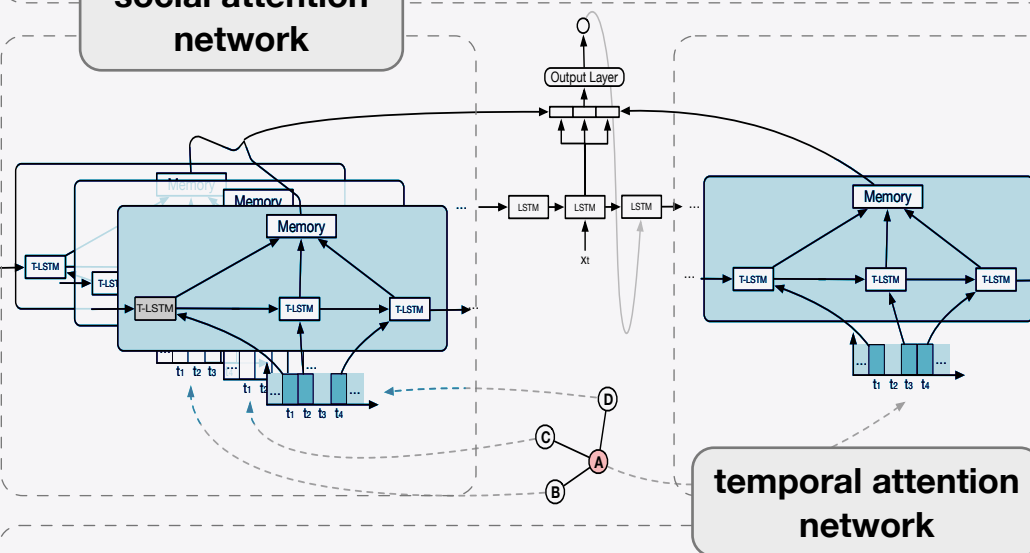 social attention
network
Output Layer
Memory
Memory
Memory
Memory
...
LSTM
LSTM
LSTM
...
T-LSTM
xt
...
T-LSTM
T-LSTM
T-LSTM
T-LSTM
T-LSTM
T-LSTM
T-LSTM
...
...
t1 t2 t3
...
...
t1
...
...
t1 t2 t3 t4
...
...
t1 t2 t3 t4
D
C
A
B
temporal attention
network